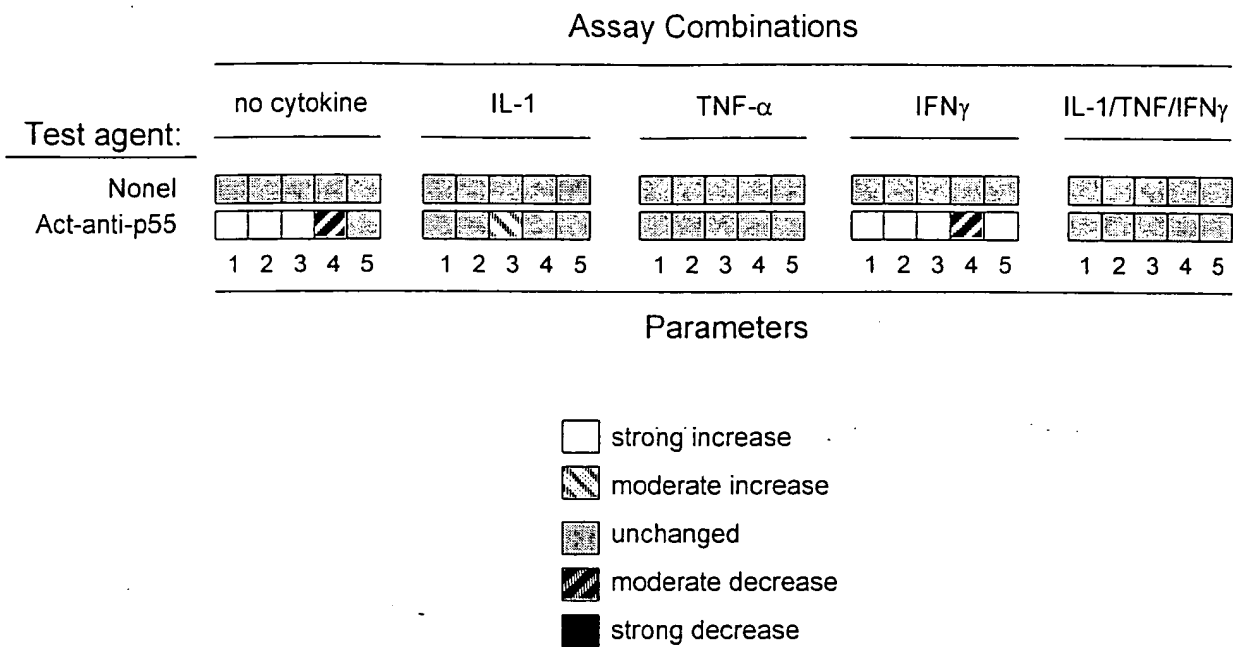 Assay Combinations
no cytokine IL-1 TNF-α IFNγ IL-1/TNF/IFNγ
Test agent:
Nonel
Act-anti-p55
1 2 3 4 5 1 2 3 4 5 1 2 3 4 5 1 2 3 4 5 1 2 3 4 5
Parameters
strong increase
moderate increase
unchanged
moderate decrease
strong decrease